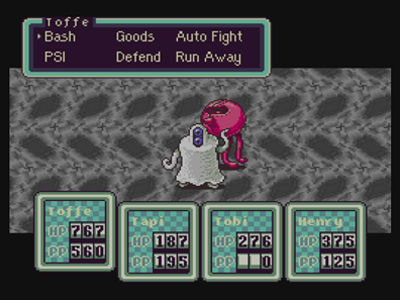 Toffe
Bash Goods Auto Fight
PSI Defend Run Away
Toffe
HP 767
PP 560
Tapi
HP 187
PP 195
Tobi
HP 276
PP 0
Henry
HP 375
PP 125